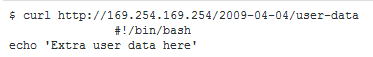 $ curl http://169.254.169.254/2009-04-04/user-data
#!/bin/bash
echo 'Extra user data here'